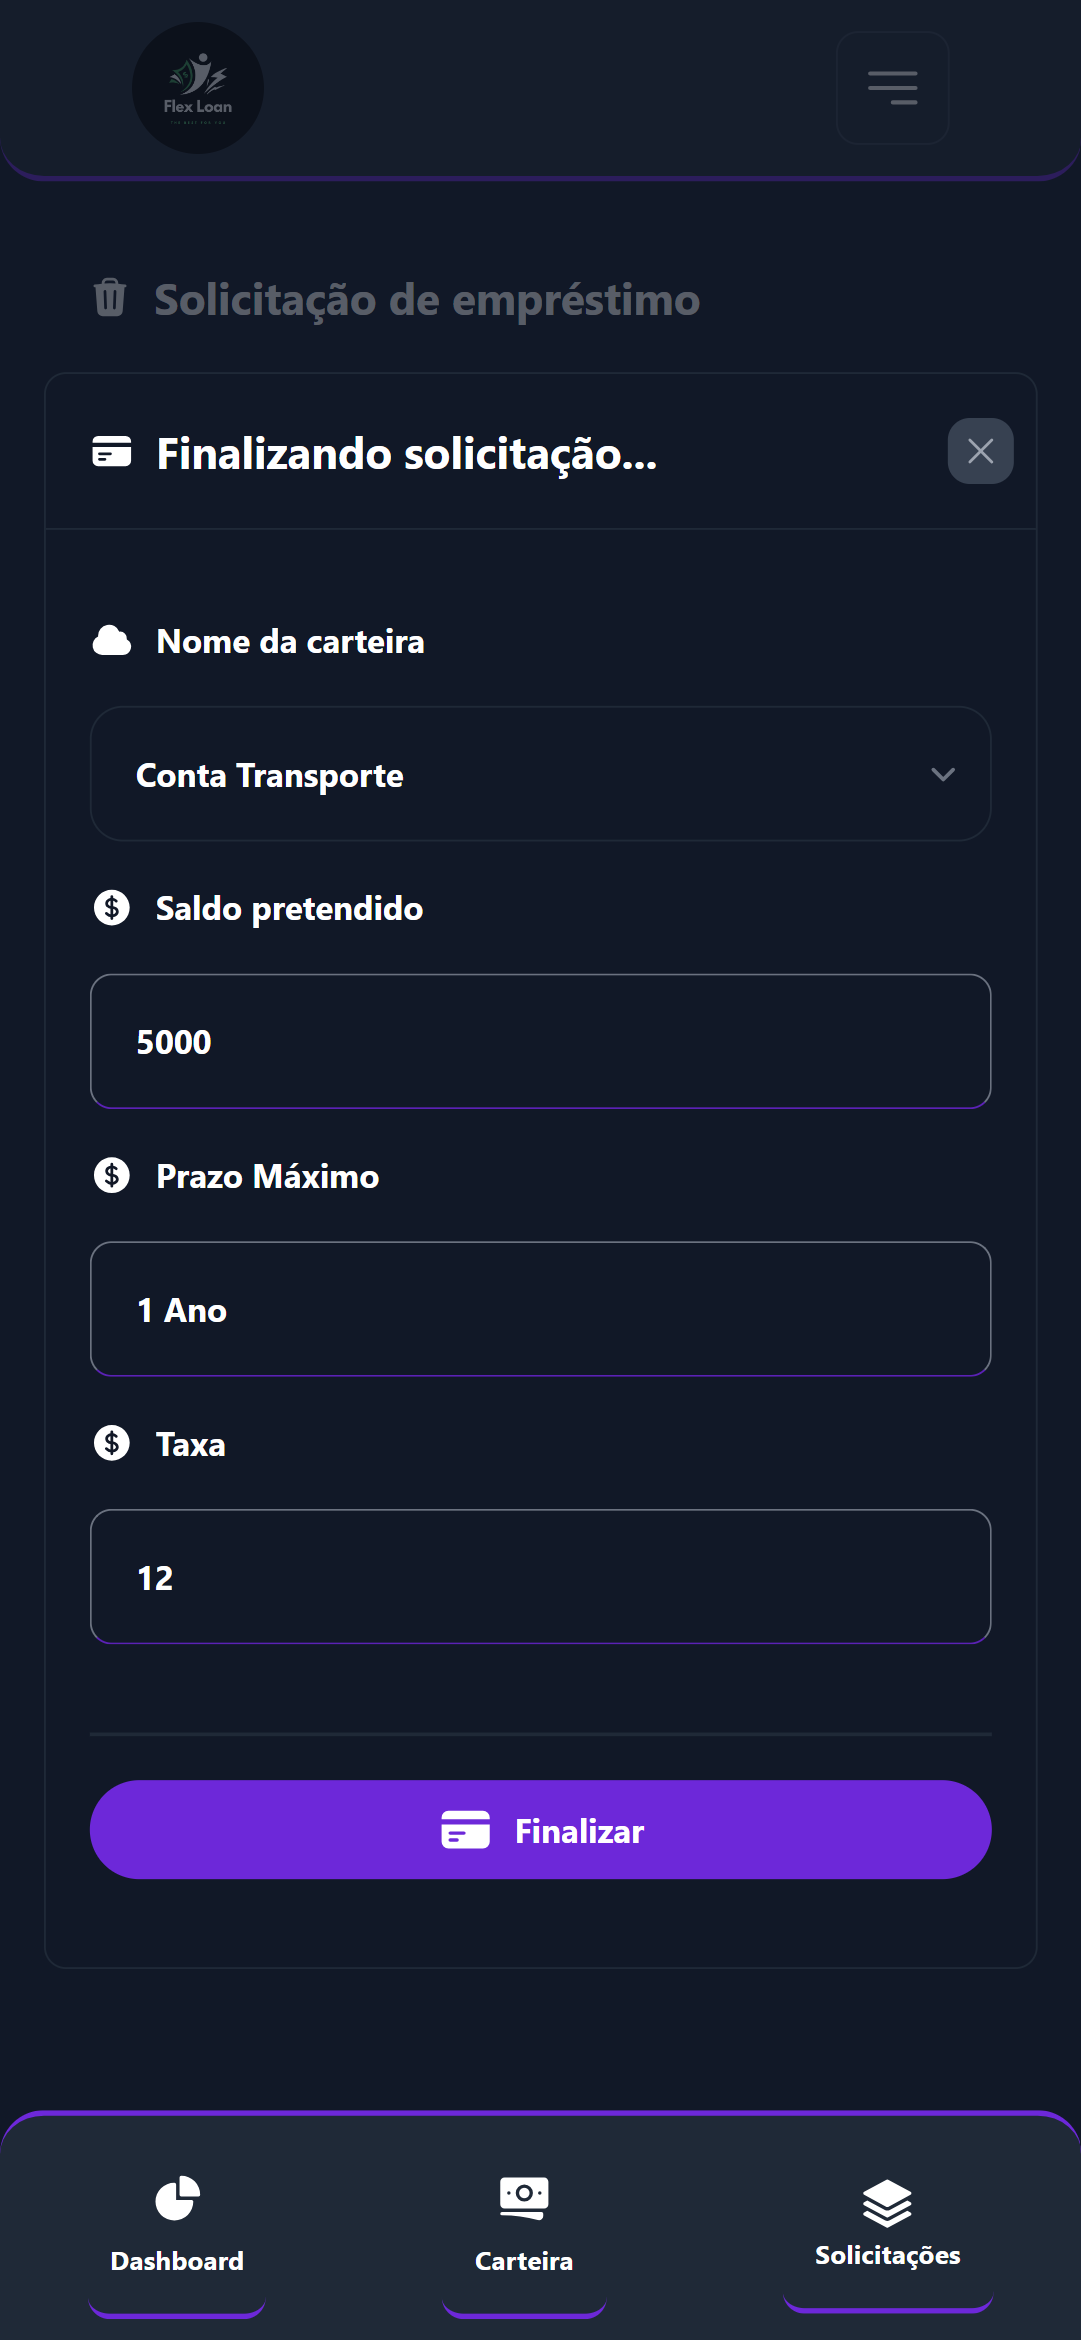 Flex Loan
Solicitação de empréstimo
Finalizando solicitação...
Nome da carteira
Conta Transporte
Saldo pretendido
5000
Prazo Máximo
1 Ano
Taxa
12
Finalizar
Dashboard
Carteira
Solicitações